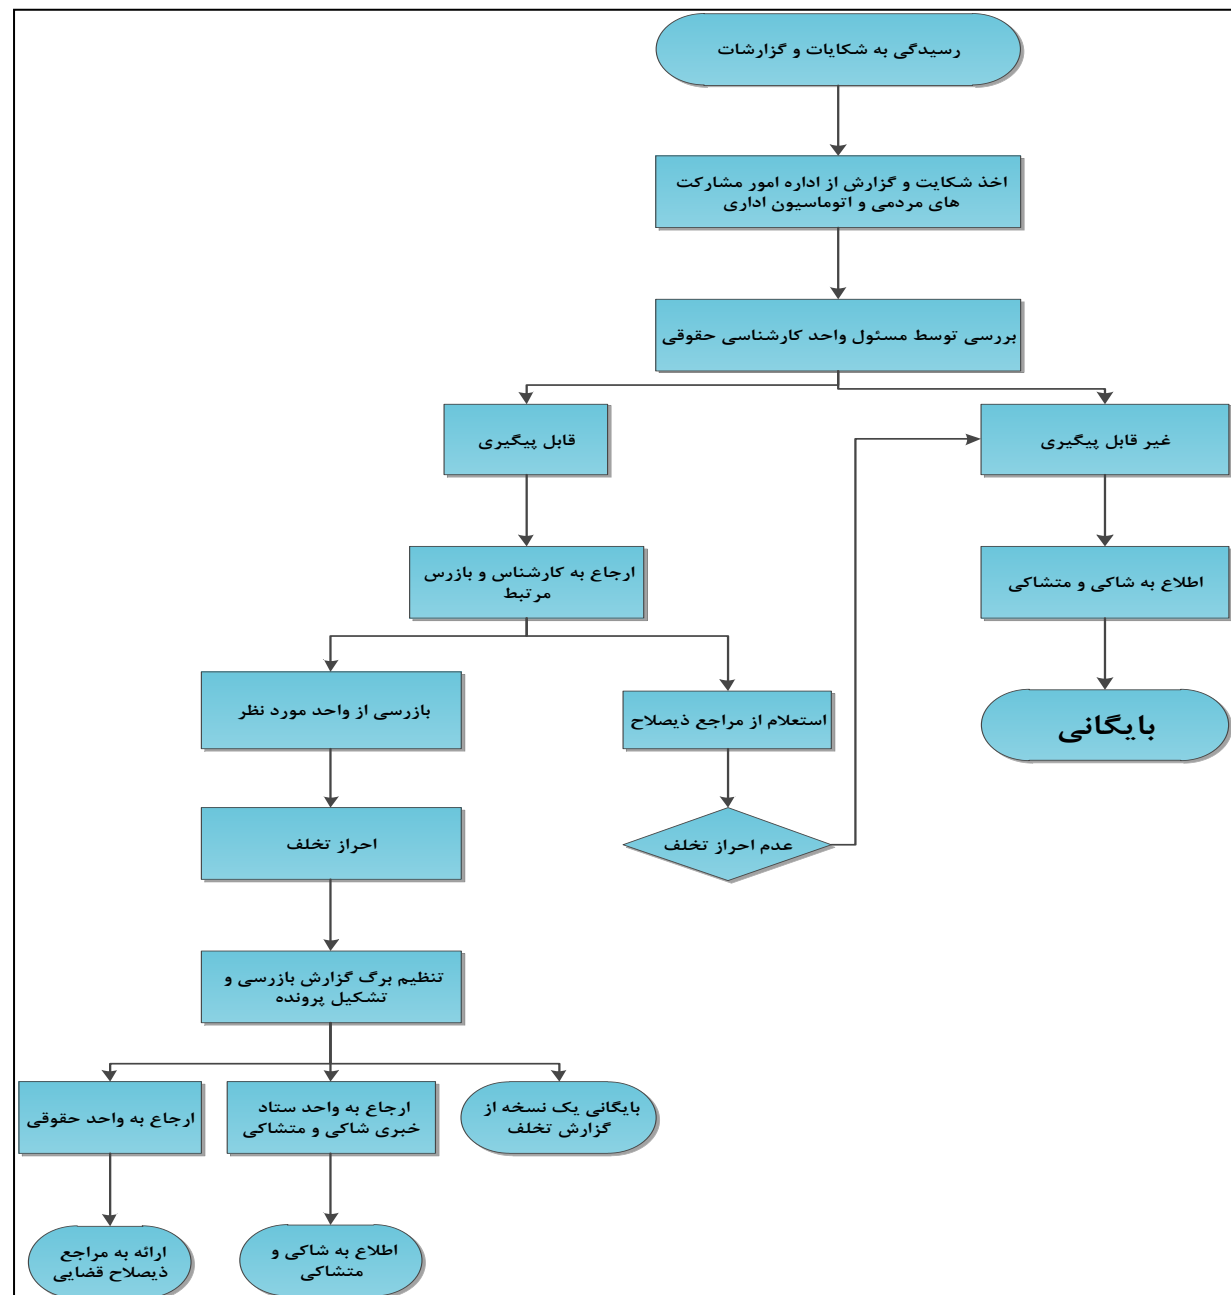 رسیدگی به شکایات و گزارشات
اخذ شکایت و گزارش از اداره امور مشارکت
های مردمی و اتوماسیون اداری
بررسی توسط مسئول واحد کارشناسی حقوقی
قابل پیگیری
غیر قابل پیگیری
ارجاع به کارشناس و بازرس
مرتبط
اطلاع به شاکی و متشاکی
بازرسی از واحد مورد نظر
استعلام از مراجع ذیصلاح
بایگانی
احراز تخلف
عدم احراز تخلف
تنظیم برگ گزارش بازرسی و
تشکیل پرونده
ارجاع به واحد حقوقی
ارجاع به واحد ستاد
خبری شاکی و متشاکی
بایگانی یک نسخه از
گزارش تخلف
ارائه به مراجع
ذیصلاح قضایی
اطلاع به شاکی و
متشاکی